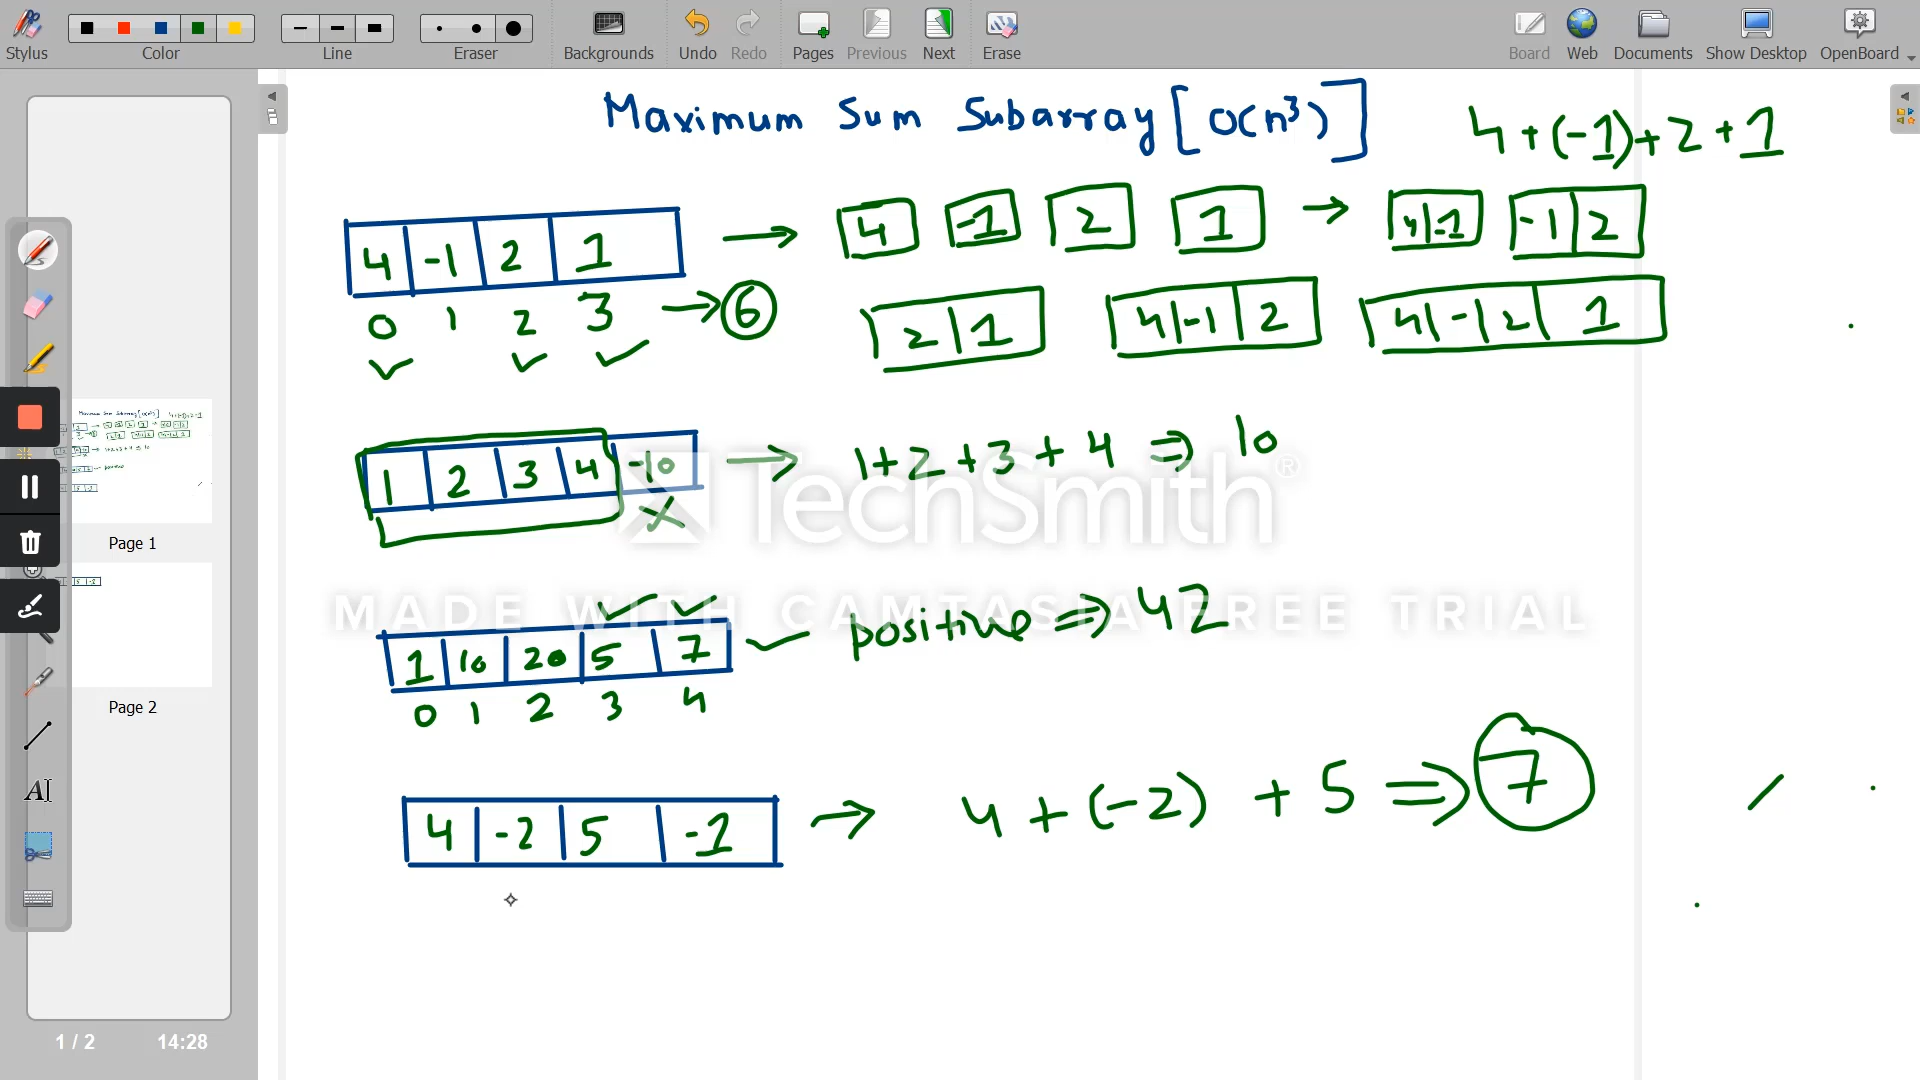 Stylus Color Line Eraser Backgrounds Undo Redo Pages Previous Next Erase Board Web Documents Show Desktop OpenBoard
Maximum Sum Subarray [O(n³)]
4 + (-1) + 2 + 1
4 -1 2 1 → 4 -1 2 1 → 4|-1 -1|2
0 1 2 3 → 6
2|1 4|-1|2 4|-1|2|1
1 2 3 4 -10 → 1+2+3+4 ⇒ 10
X
TechSmith®
MADE WITH CAMTASIA FREE TRIAL
1 10 20 5 7 positive ⇒ 42
0 1 2 3 4
4 -2 5 -1 → 4 + (-2) + 5 ⇒ 7
Page 1
Page 2
AI
1 / 2 14:28